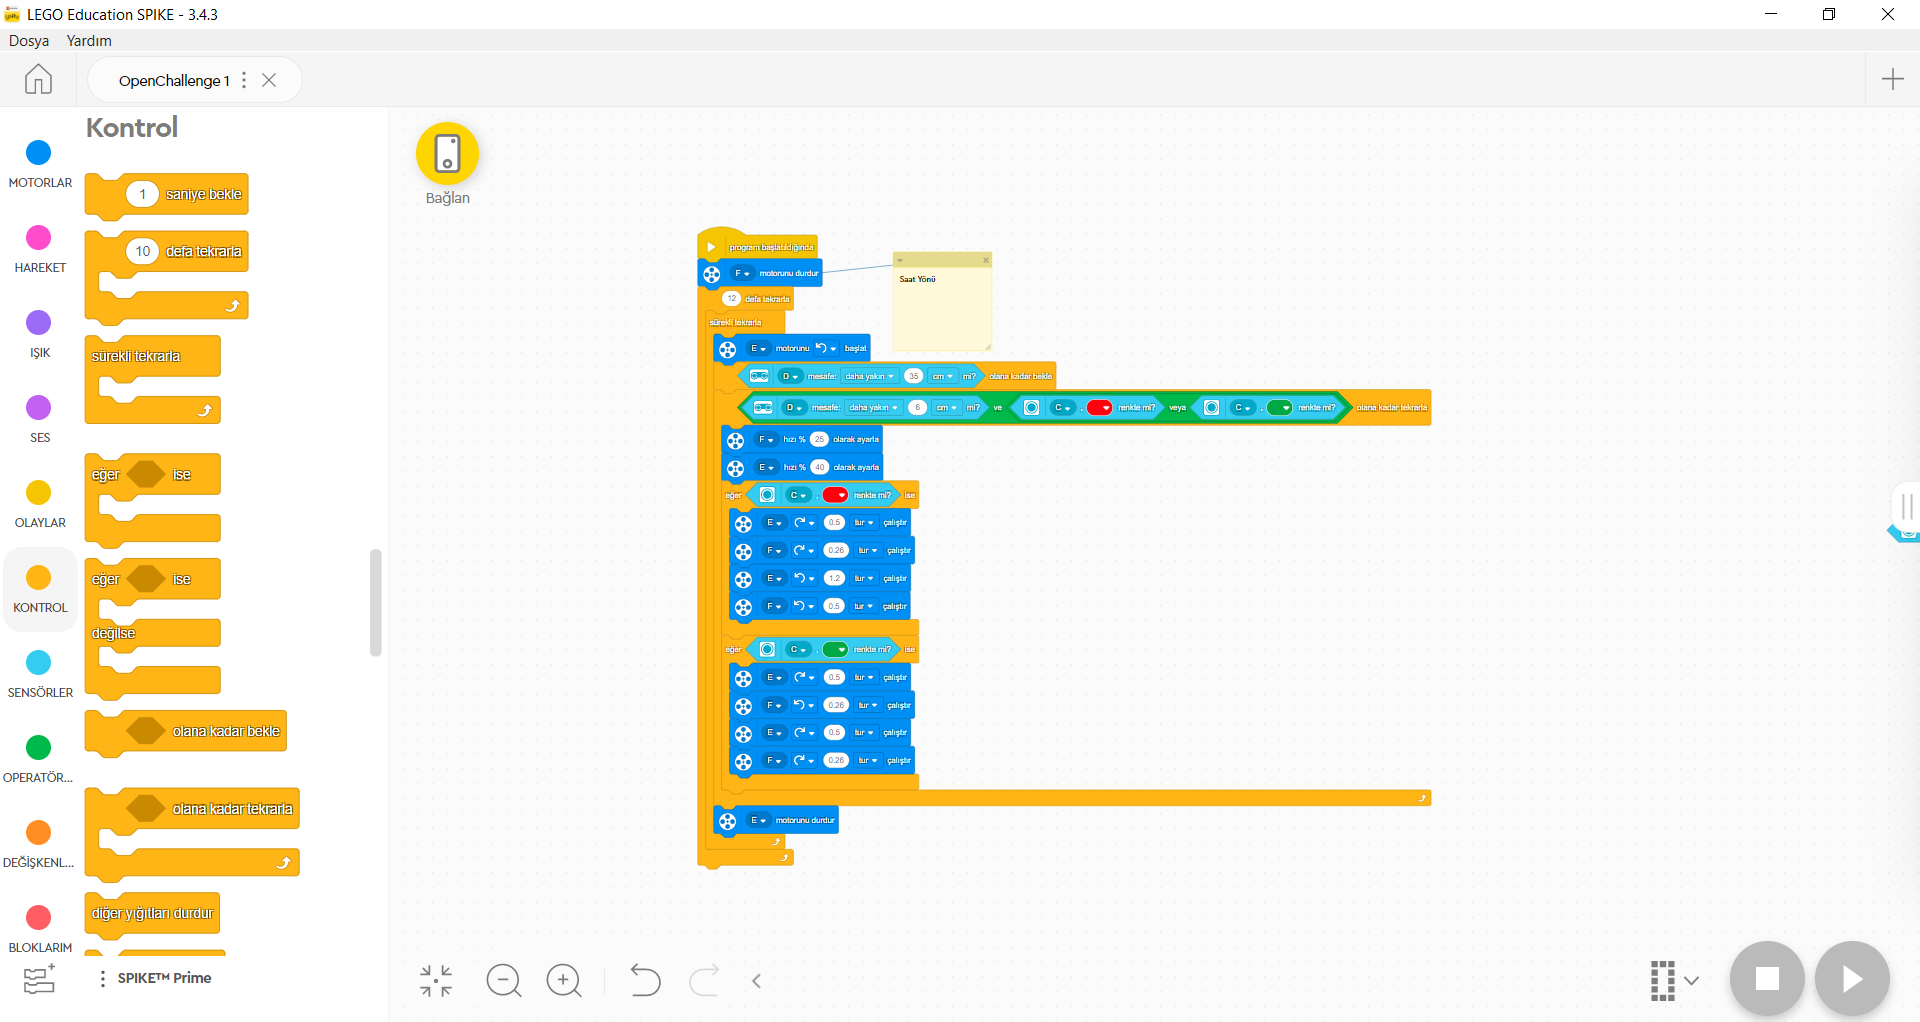 LEGO Education SPIKE - 3.4.3
Dosya Yardım
OpenChallenge 1
Kontrol
MOTORLAR
HAREKET
IŞIK
SES
OLAYLAR
KONTROL
SENSÖRLER
OPERATÖR...
DEĞİŞKENL...
BLOKLARIM
1 saniye bekle
10 defa tekrarla
sürekli tekrarla
eğer ise
eğer ise
değilse
olana kadar bekle
olana kadar tekrarla
diğer yığıtları durdur
SPIKE™ Prime
Bağlan
program başlatıldığında
F motorunu durdur
Saat Yönü
12 defa tekrarla
sürekli tekrarla
E motorunu başlat
D mesafe: daha yakın 35 cm mi? olana kadar bekle
D mesafe: daha yakın 6 cm mi? ve C , renkte mi? veya C , renkte mi? olana kadar tekrarla
F hızı % 25 olarak ayarla
E hızı % 40 olarak ayarla
eğer C , renkte mi? ise
E 0.5 tur çalıştır
F 0.26 tur çalıştır
E 1.2 tur çalıştır
F 0.5 tur çalıştır
eğer C , renkte mi? ise
E 0.5 tur çalıştır
F 0.26 tur çalıştır
E 0.5 tur çalıştır
F 0.26 tur çalıştır
E motorunu durdur